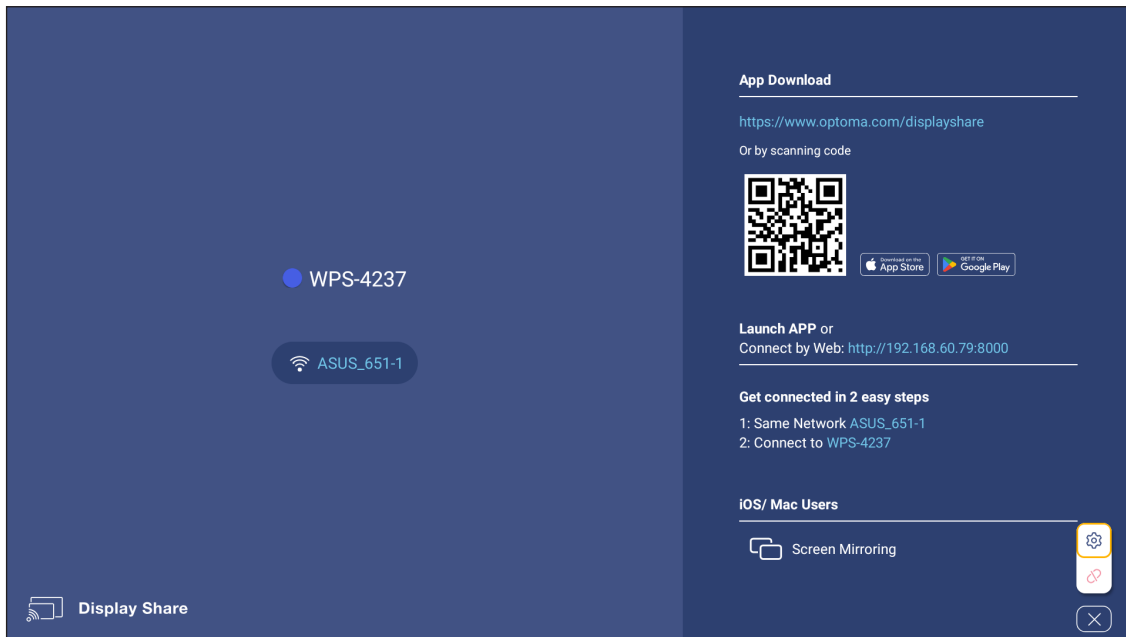 WPS-4237
ASUS_651-1
Display Share
App Download
https://www.optoma.com/displayshare
Or by scanning code
Download on the
App Store
GET IT ON
Google Play
Launch APP or
Connect by Web: http://192.168.60.79:8000
Get connected in 2 easy steps
1: Same Network ASUS_651-1
2: Connect to WPS-4237
iOS/ Mac Users
Screen Mirroring